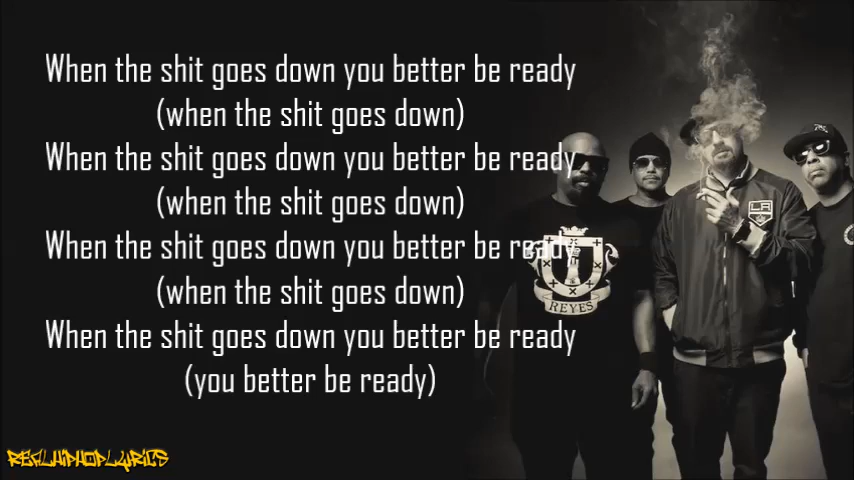 When the shit goes down you better be ready
(when the shit goes down)
When the shit goes down you better be ready
(when the shit goes down)
When the shit goes down you better be ready
(when the shit goes down)
When the shit goes down you better be ready
(you better be ready)
LA
REYES
REALHIPHOPLYRICS